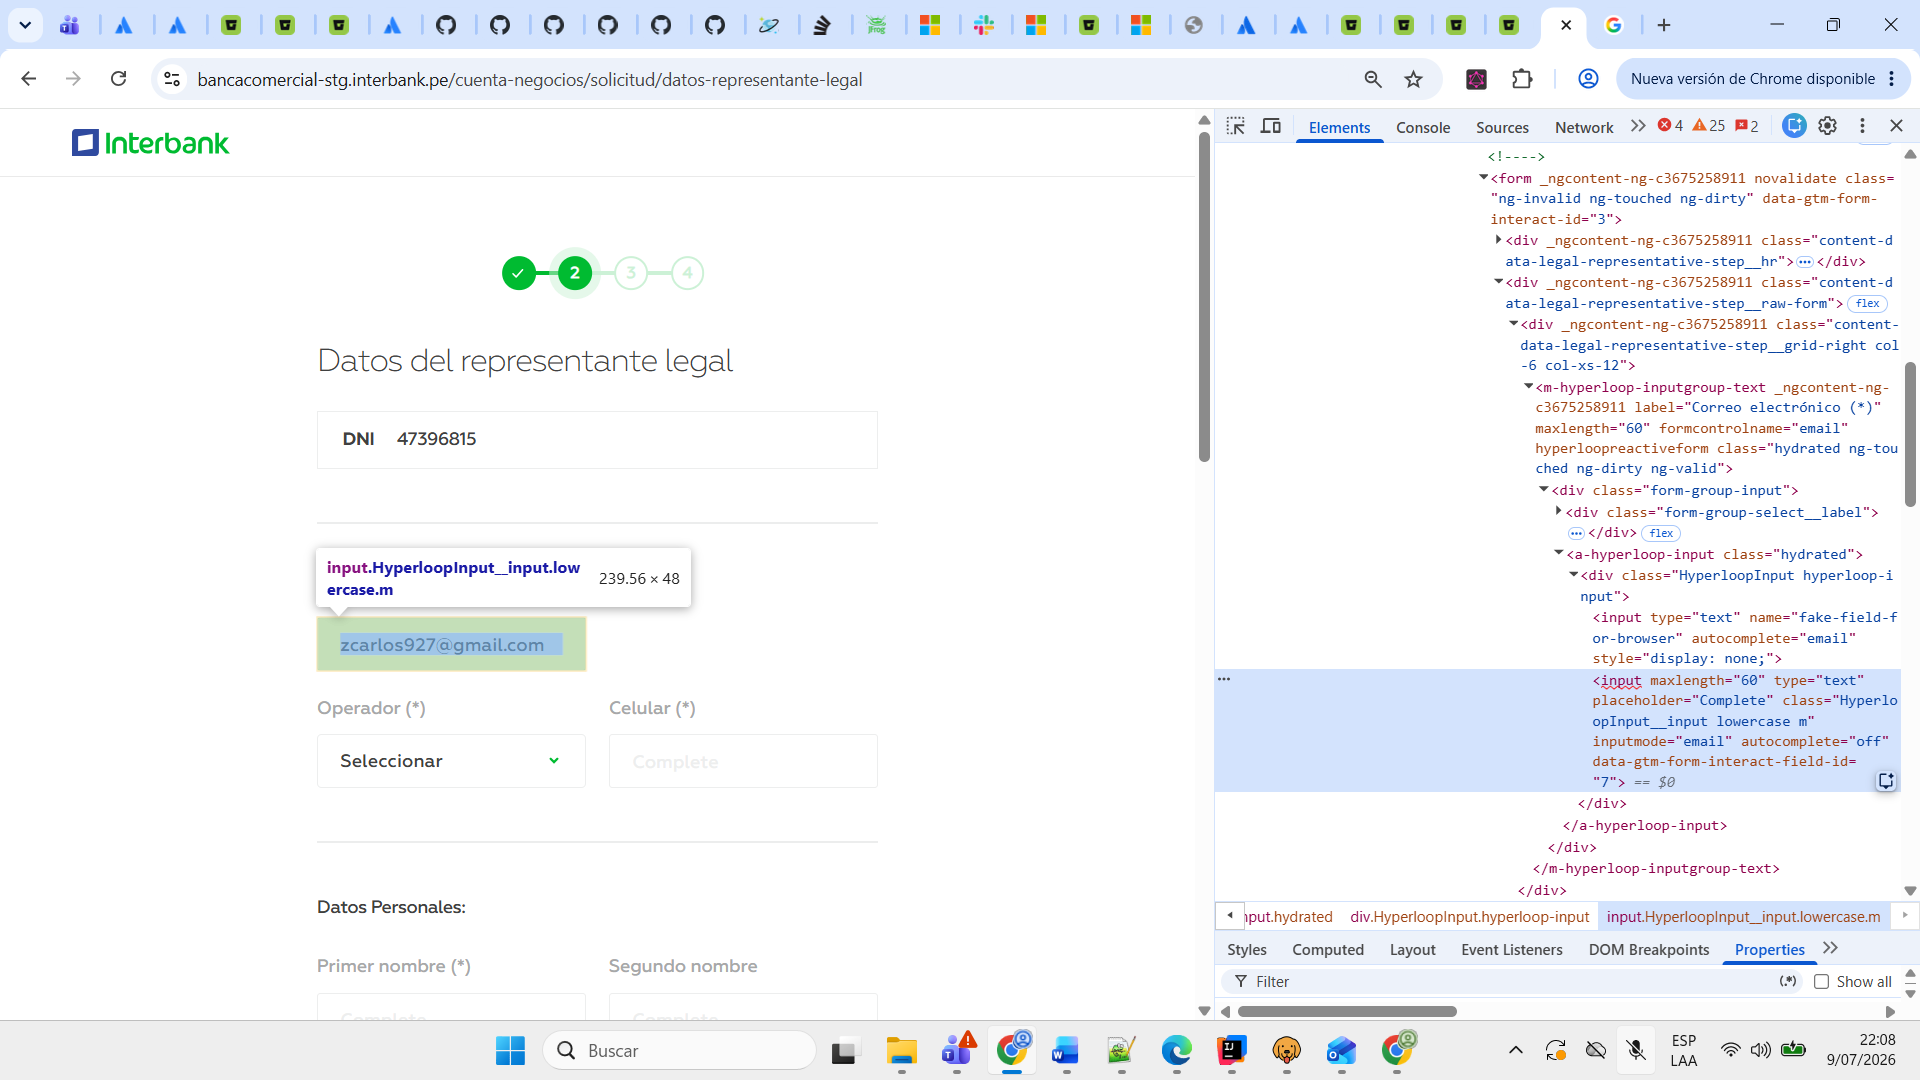 bancacomercial-stg.interbank.pe/cuenta-negocios/solicitud/datos-representante-legal
Nueva versión de Chrome disponible
Interbank
2
3
4
Datos del representante legal
DNI 47396815
input.HyperloopInput__input.low
ercase.m
239.56 × 48
zcarlos927@gmail.com
Operador (*)
Celular (*)
Seleccionar
Complete
Datos Personales:
Primer nombre (*)
Segundo nombre
Complete
Complete
Elements
Console
Sources
Network
4
25
2
<!---->
<form _ngcontent-ng-c3675258911 novalidate class=
"ng-invalid ng-touched ng-dirty" data-gtm-form-
interact-id="3">
<div _ngcontent-ng-c3675258911 class="content-d
ata-legal-representative-step__hr"> ••• </div>
<div _ngcontent-ng-c3675258911 class="content-d
ata-legal-representative-step__raw-form"> flex
<div _ngcontent-ng-c3675258911 class="content-
data-legal-representative-step__grid-right col
-6 col-xs-12">
<m-hyperloop-inputgroup-text _ngcontent-ng-
c3675258911 label="Correo electrónico (*)"
maxlength="60" formcontrolname="email"
hyperloopreactiveform class="hydrated ng-tou
ched ng-dirty ng-valid">
<div class="form-group-input">
<div class="form-group-select__label">
••• </div> flex
<a-hyperloop-input class="hydrated">
<div class="HyperloopInput hyperloop-i
nput">
<input type="text" name="fake-field-f
or-browser" autocomplete="email"
style="display: none;">
<input maxlength="60" type="text"
placeholder="Complete" class="Hyperlo
opInput__input lowercase m"
inputmode="email" autocomplete="off"
data-gtm-form-interact-field-id=
"7"> == $0
</div>
</a-hyperloop-input>
</div>
</m-hyperloop-inputgroup-text>
</div>
nput.hydrated
div.HyperloopInput.hyperloop-input
input.HyperloopInput__input.lowercase.m
Styles
Computed
Layout
Event Listeners
DOM Breakpoints
Properties
Filter
(.*)
Show all
Buscar
ESP
LAA
22:08
9/07/2026